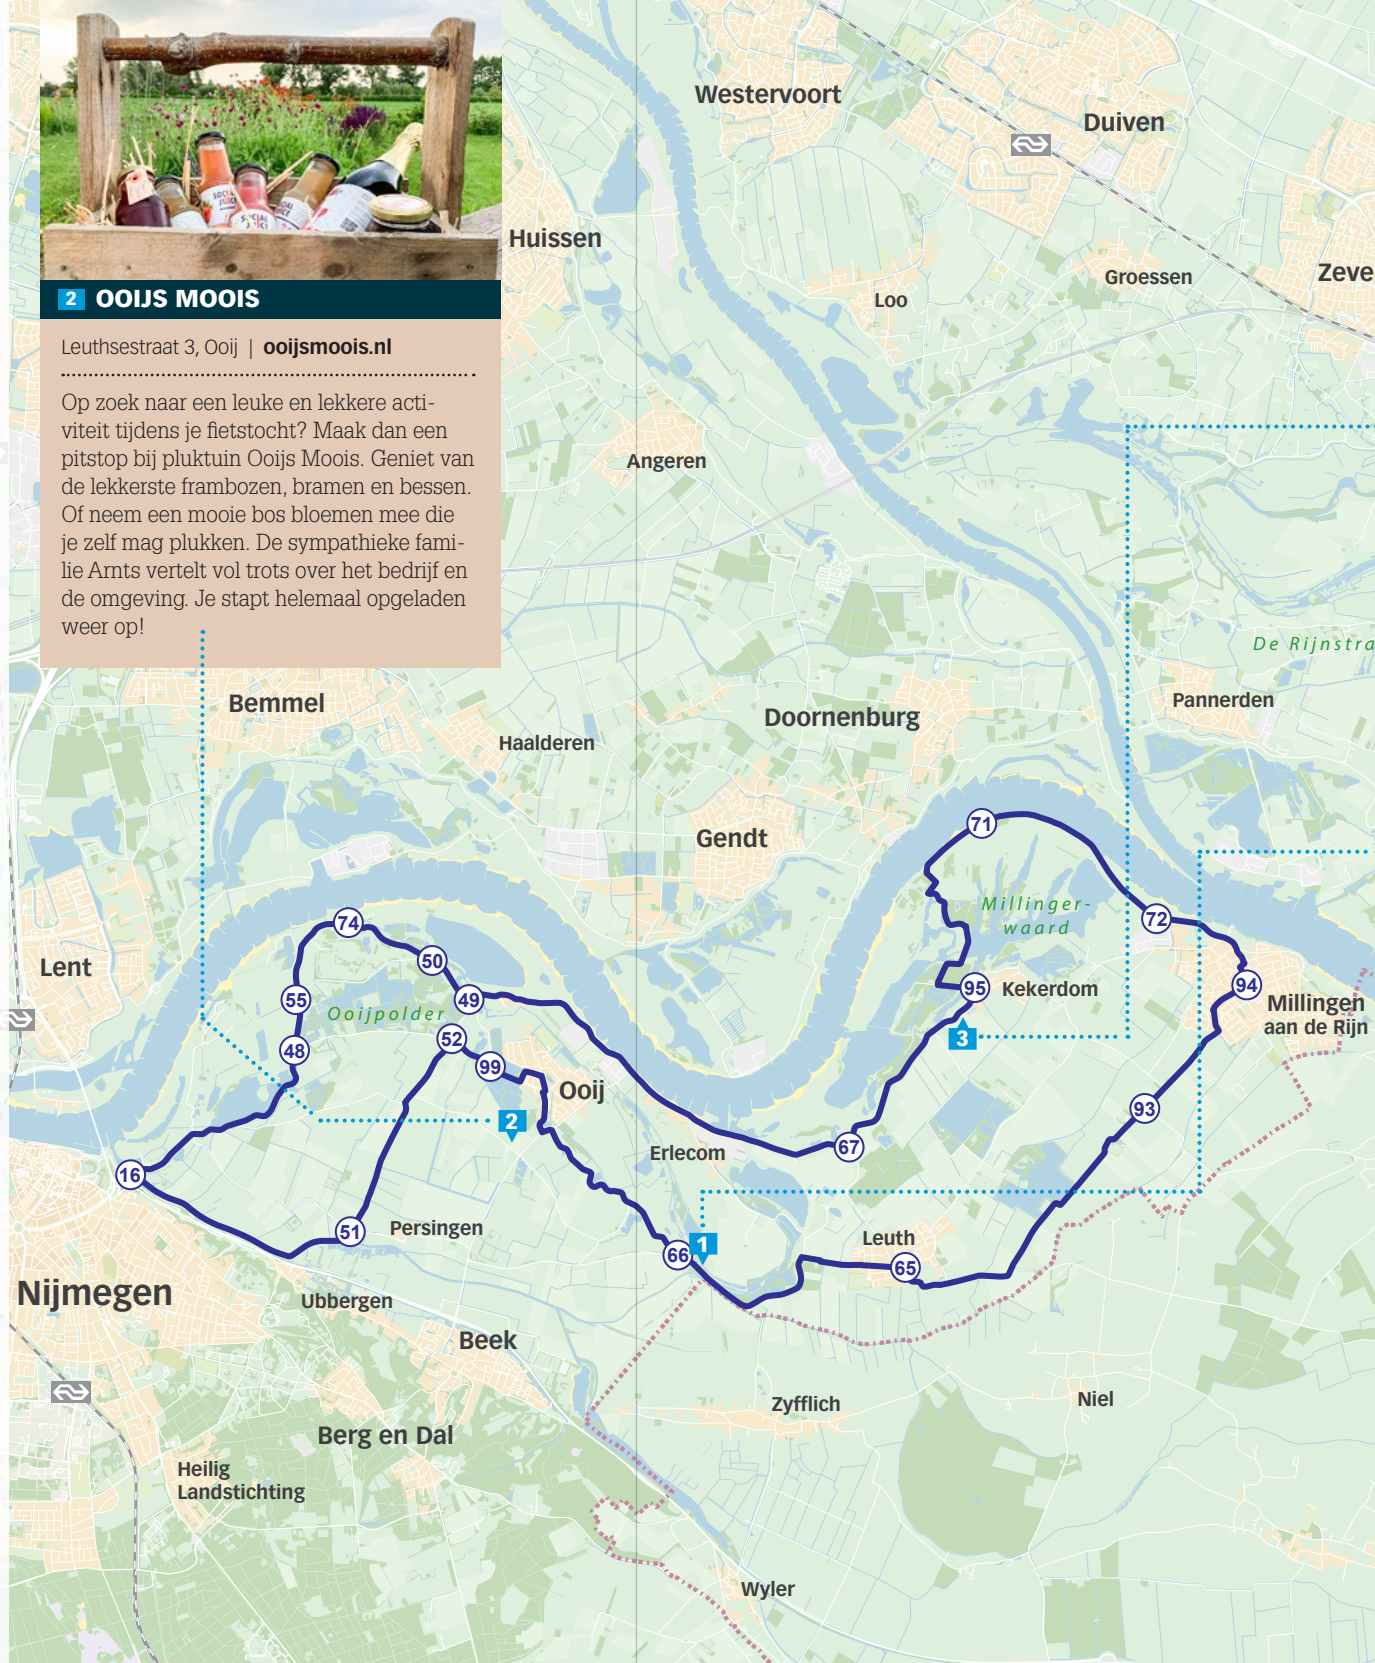 SOCIAL
JUICE
SOCIAL
JUICE
2 OOIJS MOOIS
Leuthsestraat 3, Ooij | ooijsmoois.nl
Op zoek naar een leuke en lekkere acti-
viteit tijdens je fietstocht? Maak dan een
pitstop bij pluktuin Ooijs Moois. Geniet van
de lekkerste frambozen, bramen en bessen.
Of neem een mooie bos bloemen mee die
je zelf mag plukken. De sympathieke fami-
lie Arnts vertelt vol trots over het bedrijf en
de omgeving. Je stapt helemaal opgeladen
weer op!
Westervoort
Duiven
Huissen
Groessen
Zeve
Loo
Angeren
De Rijnstra
Pannerden
Bemmel
Doornenburg
Haalderen
Gendt
71
Millinger-
waard
74
72
50
Lent
94
95
Kekerdom
55
49
Millingen
aan de Rijn
Ooijpolder
52
3
48
99
Ooij
93
2
67
Erlecom
16
Persingen
51
Leuth
1
66
65
Nijmegen
Ubbergen
Beek
Zyfflich
Niel
Berg en Dal
Heilig
Landstichting
Wyler